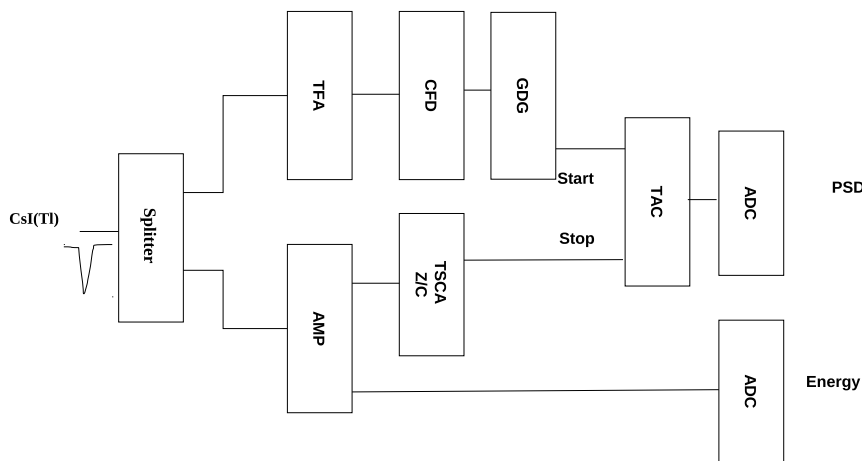 TFA
CFD
GDG
Start
TAC
ADC
PSD
CsI(Tl)
Splitter
Stop
TSCA
Z/C
AMP
ADC
Energy